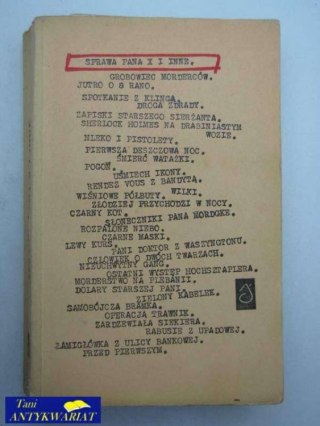 SPRAWA PANA X I INNE.
GROBOWIEC MORDERCÓW.
JUTRO O 8 RANO.
SPOTKANIE Z KLINGĄ.
DROGA ZDRADY.
ZAPISKI STARSZEGO SIERŻANTA.
SHERLOCK HOLMES NA DRABINIASTYM
WOZIE.
MLEKO I PISTOLETY.
PIERWSZA DESZCZOWA NOC.
ŚMIERĆ WATAŻKI.
POGOŃ.
UŚMIECH IKONY.
RENDEZ VOUS Z BANDYTĄ.
WILKI.
WIŚNIOWE PÓŁBUTY.
ZŁODZIEJ PRZYCHODZI W NOCY.
CZARNY KOT.
SŁONECZNIKI PANA HORDGKE.
ROZPALONE NIEBO.
CZARNE MASKI.
LEWY KURS.
PANI DOKTOR Z WASZYNGTONU.
CZŁOWIEK O DWÓCH TWARZACH.
NIEUCHWYTNY GANG.
OSTATNI WYSTĘP HOCHSZTAPLERA.
MORDERSTWO NA PLEBANII.
DOLARY STARSZEJ PANI.
ZIELONY KABELEK.
SAMOBÓJCZA BRAMKA.
OPERACJA TRAWNIK.
ZARDZEWIAŁA SIEKIERA.
RABUSIE Z UPADOWEJ.
ŁAMIGŁÓWKA Z ULICY BANKOWEJ.
PRZED PIERWSZYM.
Tani
ANTYKWARIAT